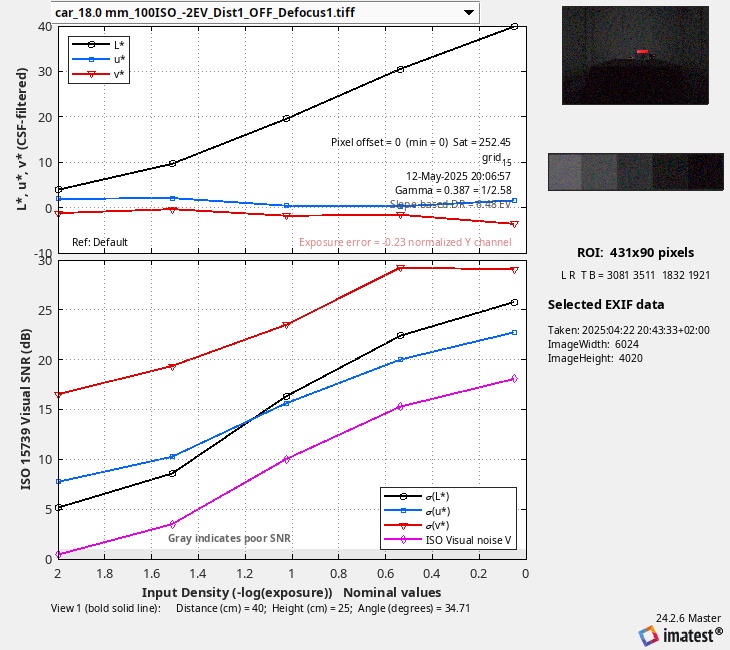 car_18.0 mm_100ISO_-2EV_Dist1_OFF_Defocus1.tiff
L*, u*, v* (CSF-filtered)
40
30
20
10
0
-10
L*
u*
v*
Pixel offset = 0 (min = 0) Sat = 252.45
grid_15
12-May-2025 20:06:57
Gamma = 0.387 = 1/2.58
Slope-based DR = 6.48 EV
Ref: Default
Exposure error = -0.23 normalized Y channel
ISO 15739 Visual SNR (dB)
30
25
20
15
10
5
0
σ(L*)
σ(u*)
σ(v*)
ISO Visual noise V
Gray indicates poor SNR
2 1.8 1.6 1.4 1.2 1 0.8 0.6 0.4 0.2 0
Input Density (-log(exposure)) Nominal values
View 1 (bold solid line): Distance (cm) = 40; Height (cm) = 25; Angle (degrees) = 34.71
ROI: 431x90 pixels
L R T B = 3081 3511 1832 1921
Selected EXIF data
Taken: 2025:04:22 20:43:33+02:00
ImageWidth: 6024
ImageHeight: 4020
24.2.6 Master
imatest®